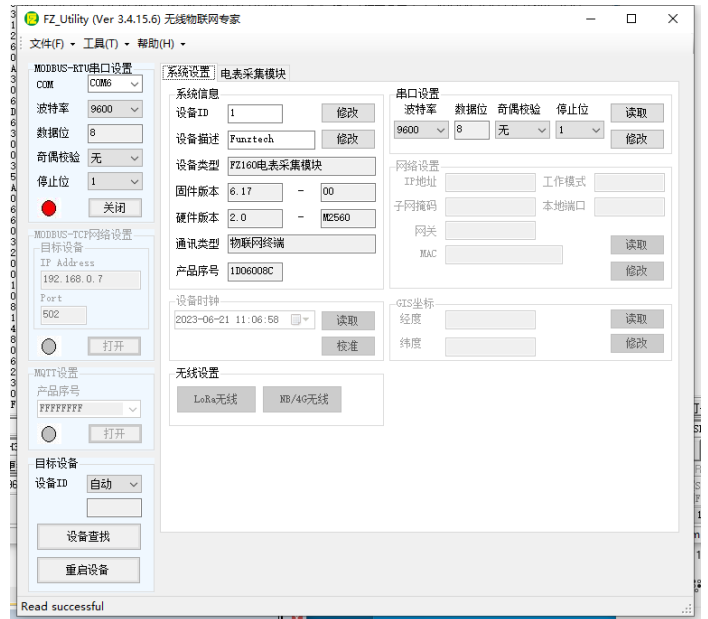 FZ_Utility (Ver 3.4.15.6) 无线物联网专家
文件(F) 工具(T) 帮助(H)
MODBUS-RTU串口设置
COM COM6
波特率 9600
数据位 8
奇偶校验 无
停止位 1
关闭
MODBUS-TCP网络设置
目标设备
IP Address
192.168.0.7
Port
502
打开
MQTT设置
产品序号
FFFFFFFF
打开
目标设备
设备ID 自动
设备查找
重启设备
系统设置 电表采集模块
系统信息
设备ID 1 修改
设备描述 Funztech 修改
设备类型 FZ160电表采集模块
固件版本 6.17 - 00
硬件版本 2.0 - M2560
通讯类型 物联网终端
产品序号 1D06008C
设备时钟
2023-06-21 11:06:58 读取
校准
无线设置
LoRa无线 NB/4G无线
串口设置
波特率 数据位 奇偶校验 停止位 读取
9600 8 无 1 修改
网络设置
IP地址 工作模式
子网掩码 本地端口
网关
MAC
读取
修改
GIS坐标
经度 读取
纬度 修改
Read successful